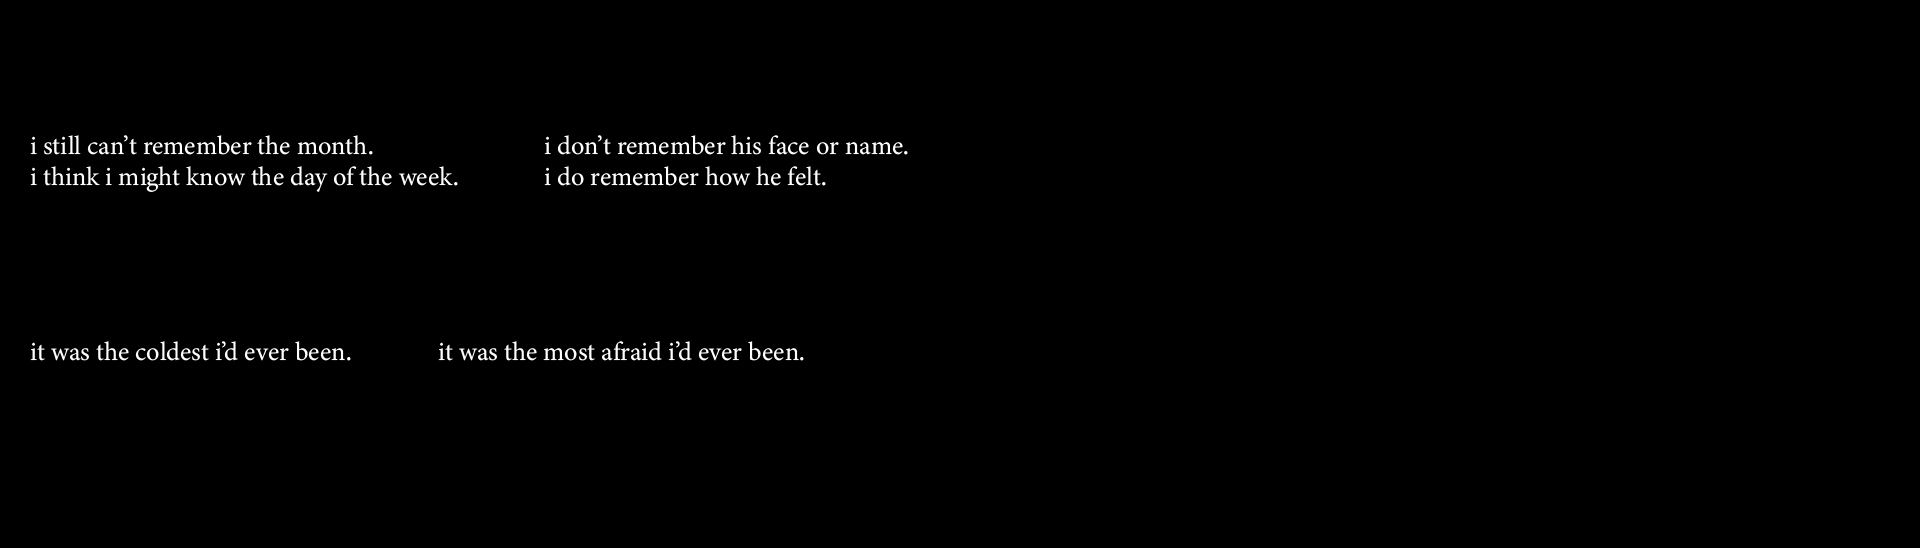 i still can’t remember the month.
i think i might know the day of the week.
i don’t remember his face or name.
i do remember how he felt.
it was the coldest i’d ever been.
it was the most afraid i’d ever been.